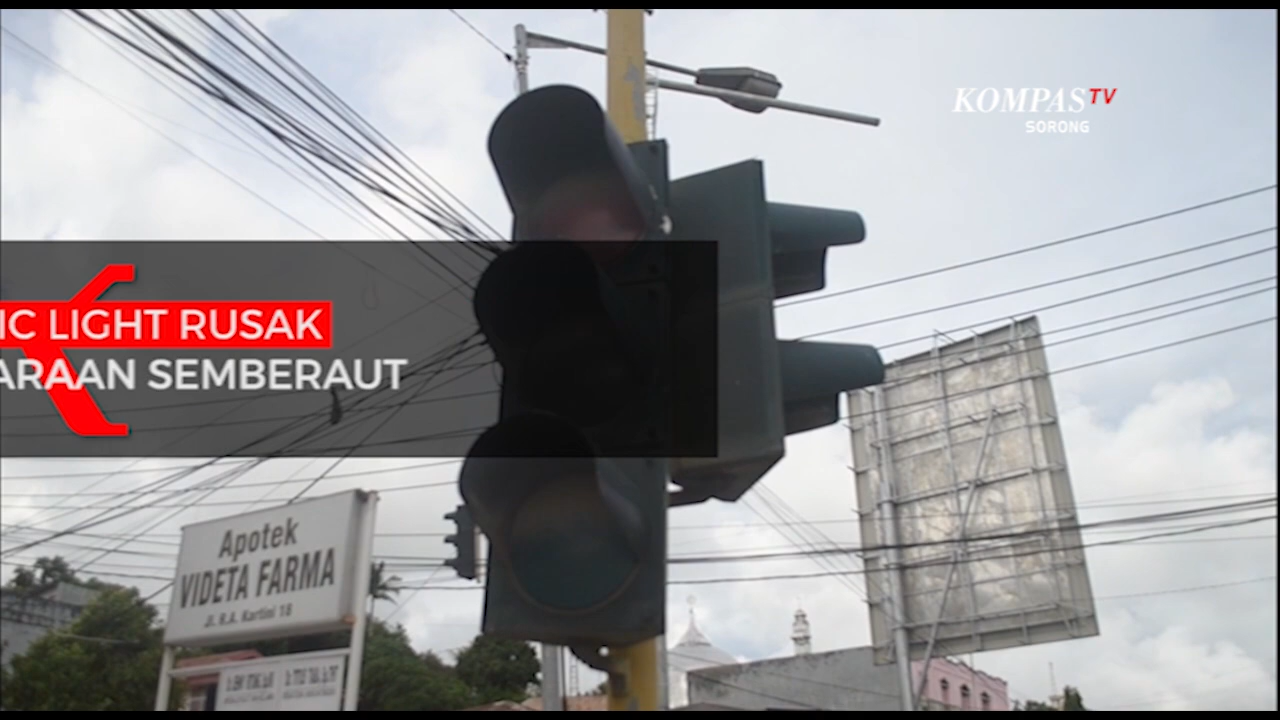 KOMPASTV
SORONG
IC LIGHT RUSAK
ARAAN SEMBERAUT
Apotek
VIDETA FARMA
Jl. R.A. Kartini 18